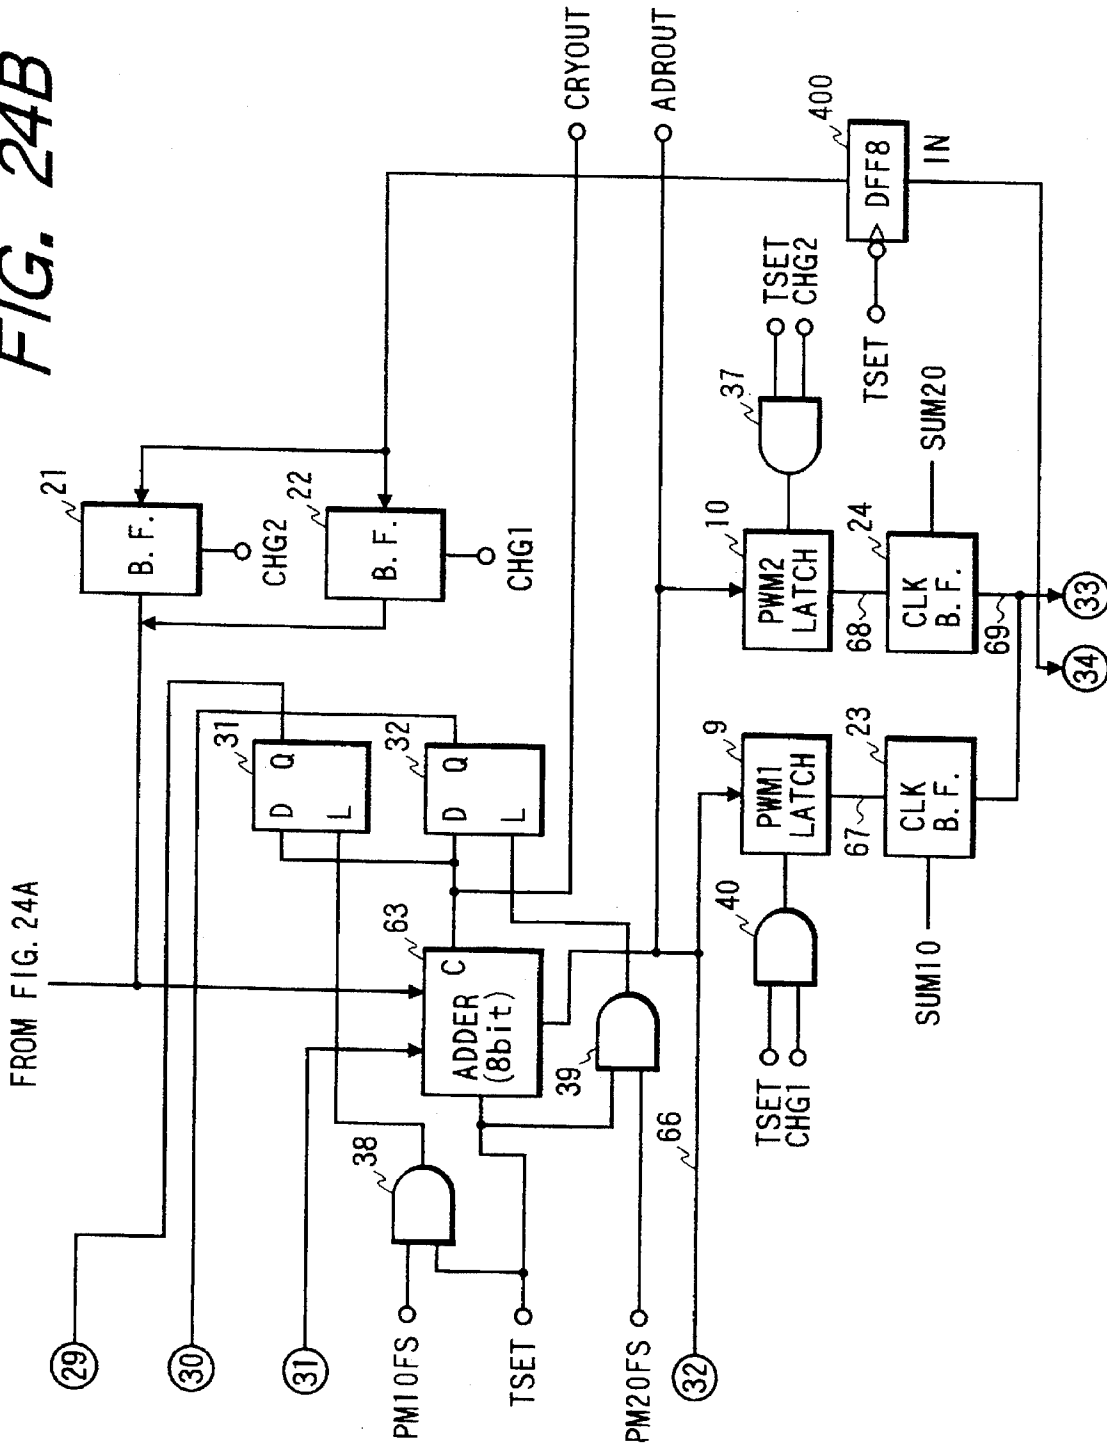 FIG. 24B
FROM FIG. 24A
29
30
31
32
PM10FS
TSET
PM20FS
38
39
66
63
C
ADDER
(8bit)
31
D Q
L
32
D Q
L
21
B. F.
CHG2
22
B. F.
CHG1
CRYOUT
ADROUT
TSET
CHG1
40
9
PWM1
LATCH
67
23
CLK
B. F.
SUM10
TSET
CHG2
37
10
PWM2
LATCH
68
24
CLK
B. F.
SUM20
69
400
DFF8
IN
TSET
34
33